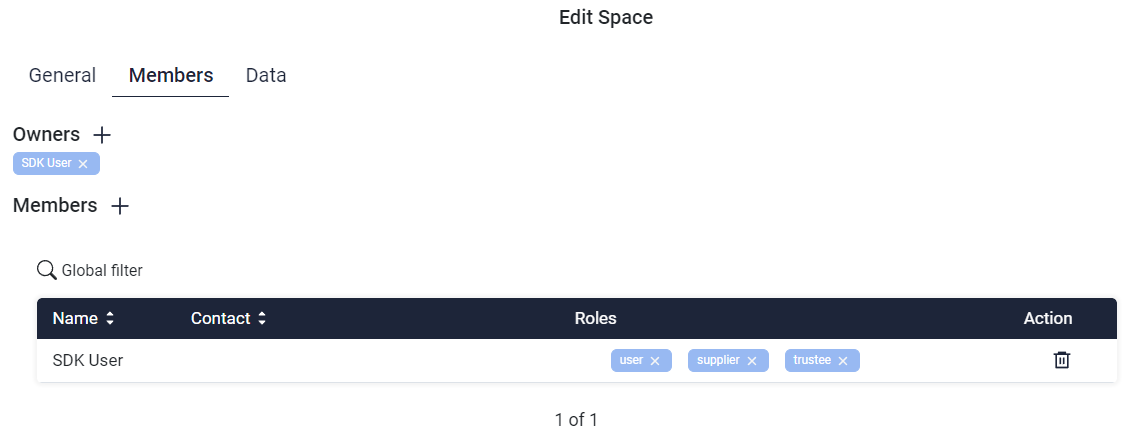 Edit Space
General Members Data
Owners +
SDK User ×
Members +
Global filter
Name Contact Roles Action
SDK User user × supplier × trustee ×
1 of 1